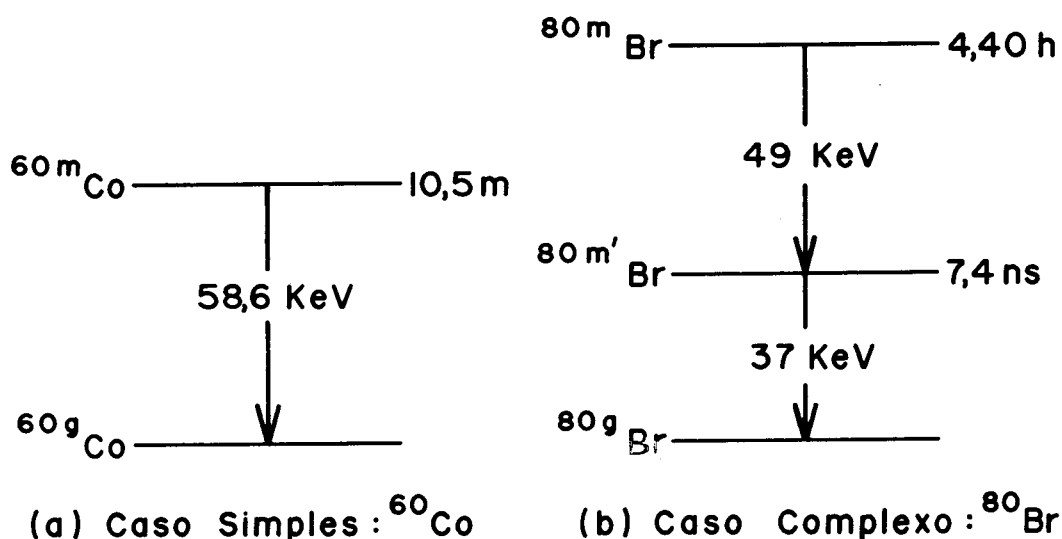 60m Co 10,5m
58,6 KeV
60g Co
(a) Caso Simples: 60Co
80m Br 4,40 h
49 KeV
80m' Br 7,4 ns
37 KeV
80g Br
(b) Caso Complexo: 80Br